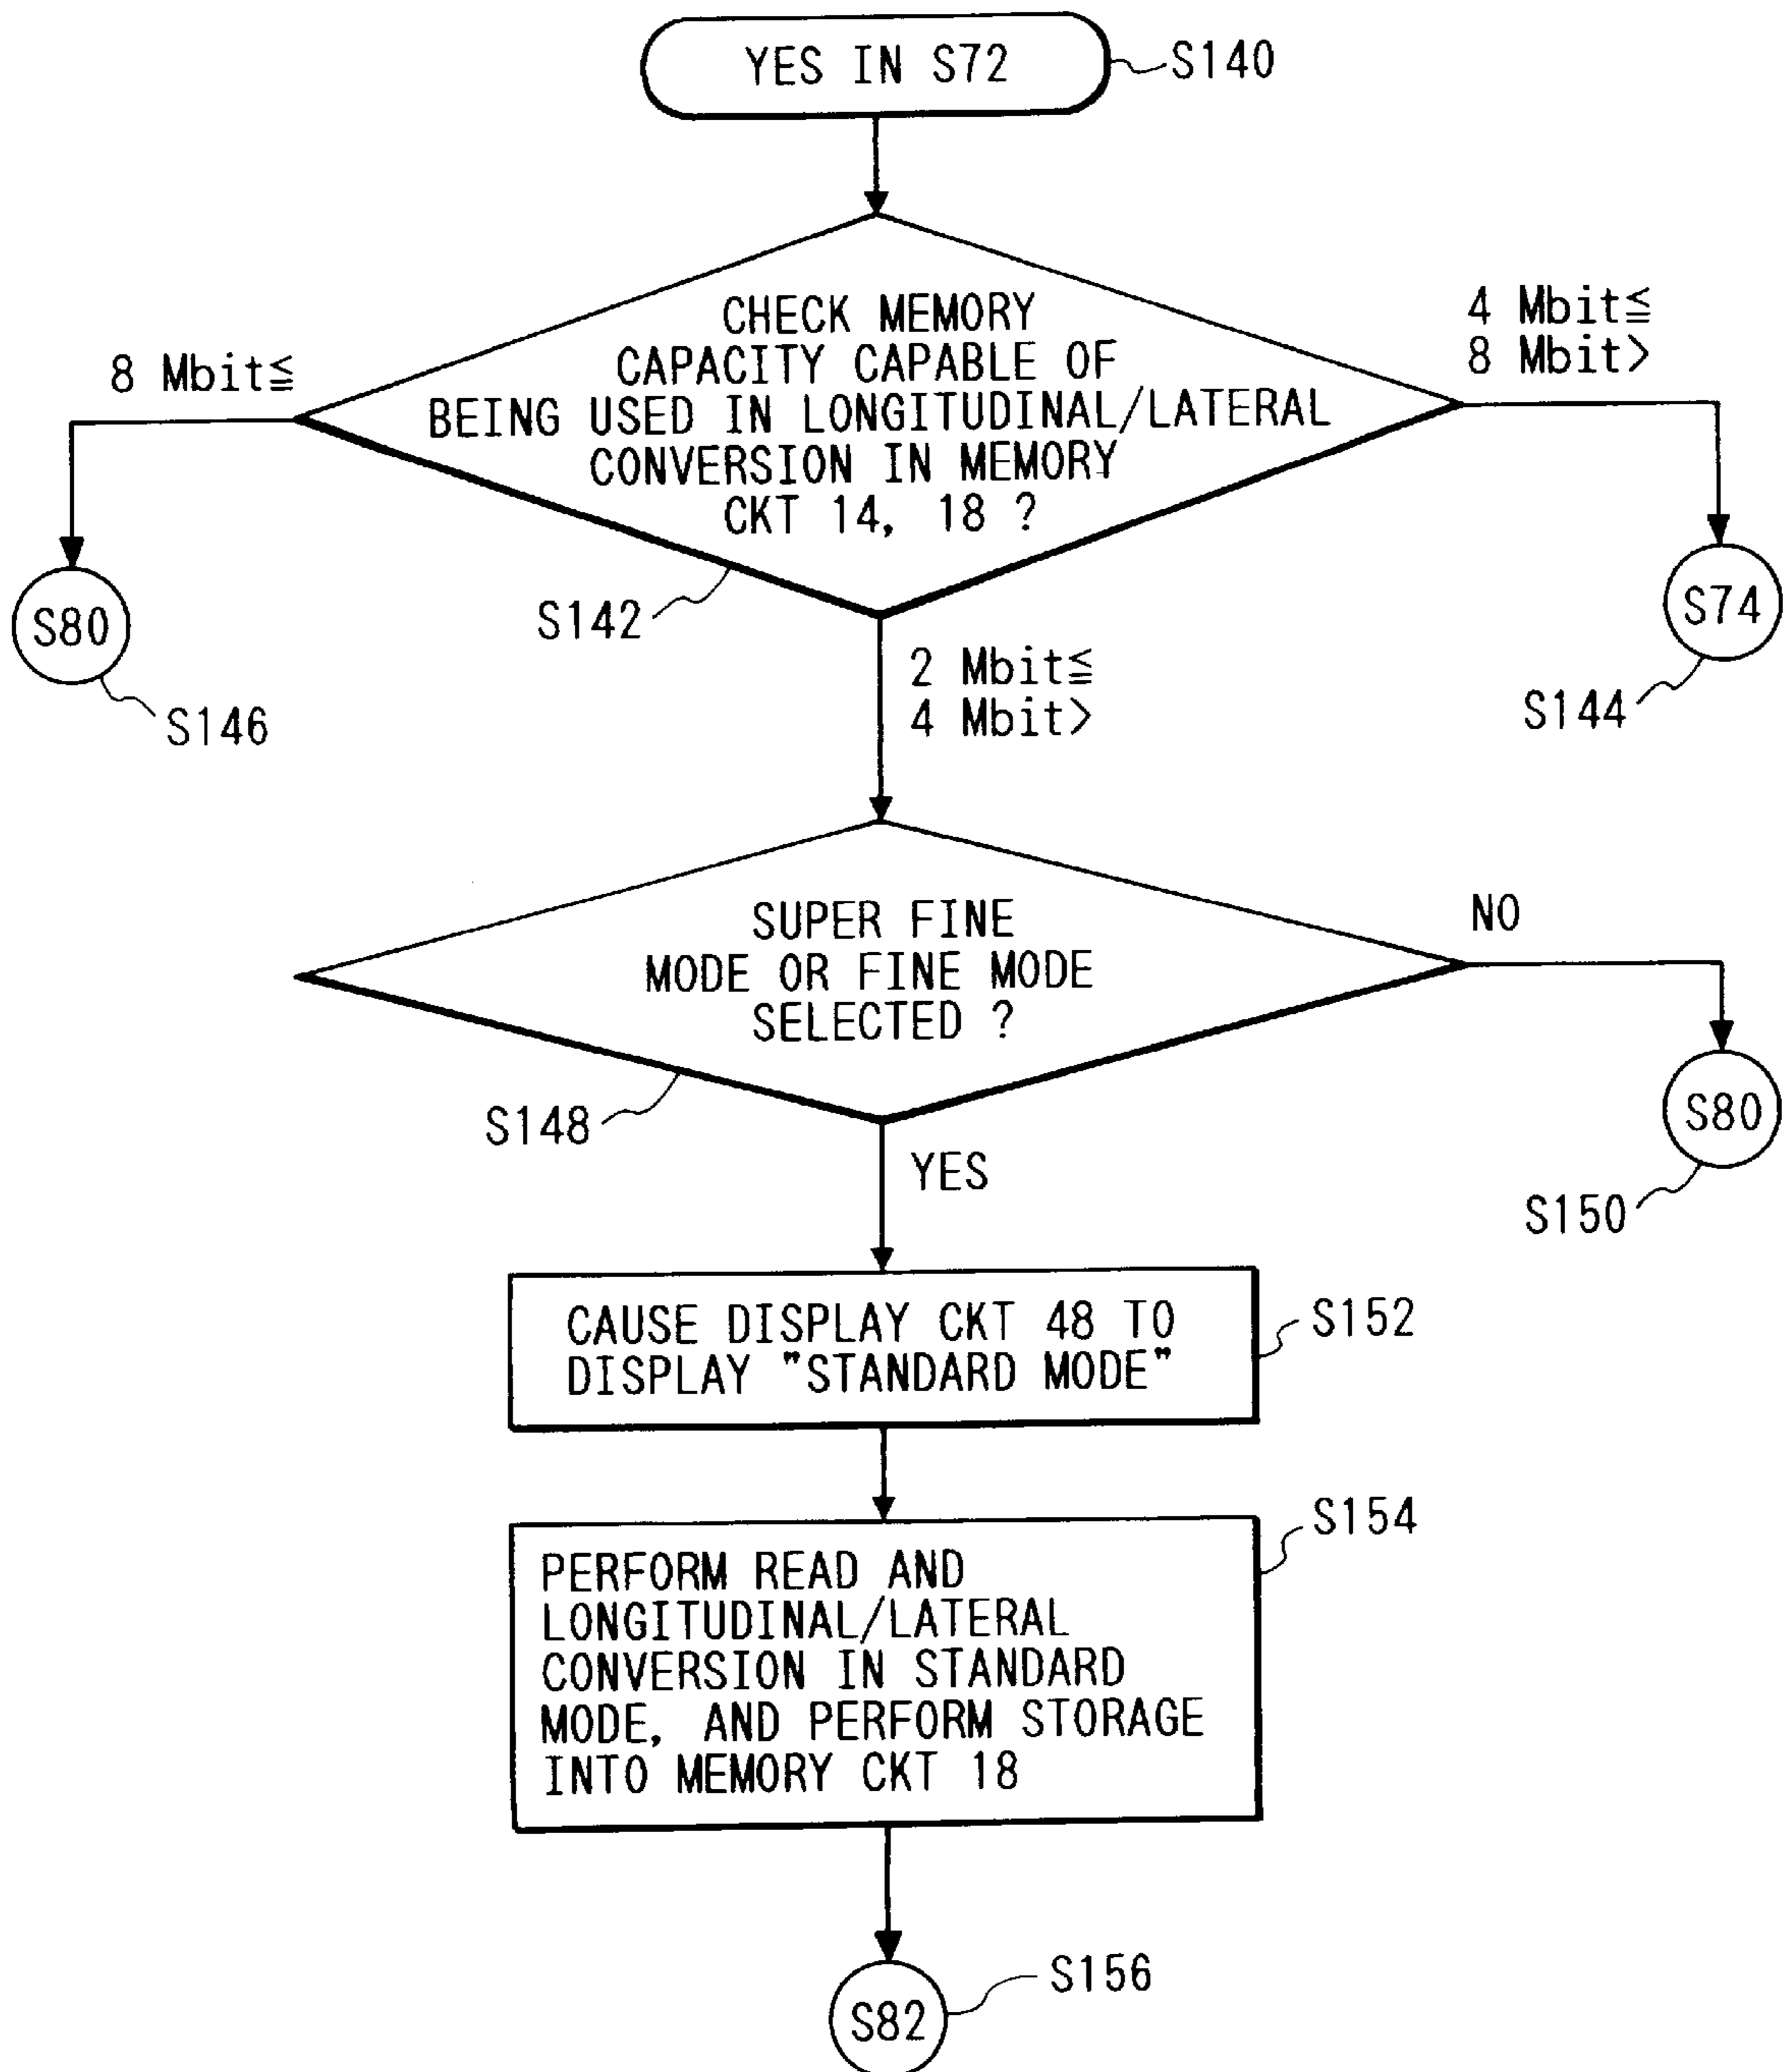 YES IN S72
S140
CHECK MEMORY
CAPACITY CAPABLE OF
BEING USED IN LONGITUDINAL/LATERAL
CONVERSION IN MEMORY
CKT 14, 18 ?
8 Mbit≦
4 Mbit≦
8 Mbit>
S80
S146
S142
S74
S144
2 Mbit≦
4 Mbit>
SUPER FINE
MODE OR FINE MODE
SELECTED ?
NO
S148
S80
S150
YES
CAUSE DISPLAY CKT 48 TO
DISPLAY "STANDARD MODE"
S152
PERFORM READ AND
LONGITUDINAL/LATERAL
CONVERSION IN STANDARD
MODE, AND PERFORM STORAGE
INTO MEMORY CKT 18
S154
S82
S156